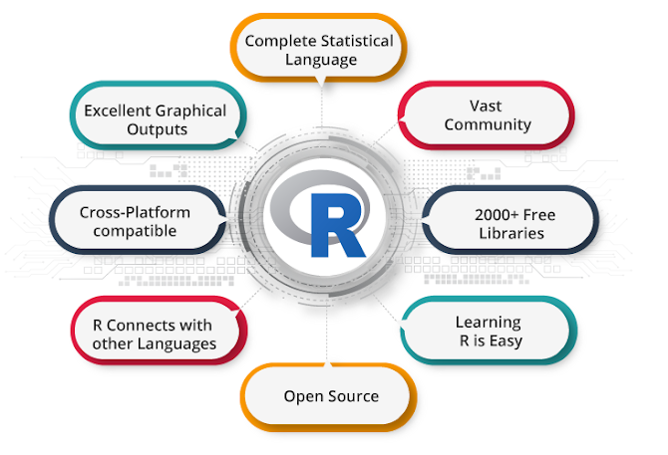 Complete Statistical
Language
Excellent Graphical
Outputs
Vast
Community
Cross-Platform
compatible
R
2000+ Free
Libraries
R Connects with
other Languages
Learning
R is Easy
Open Source